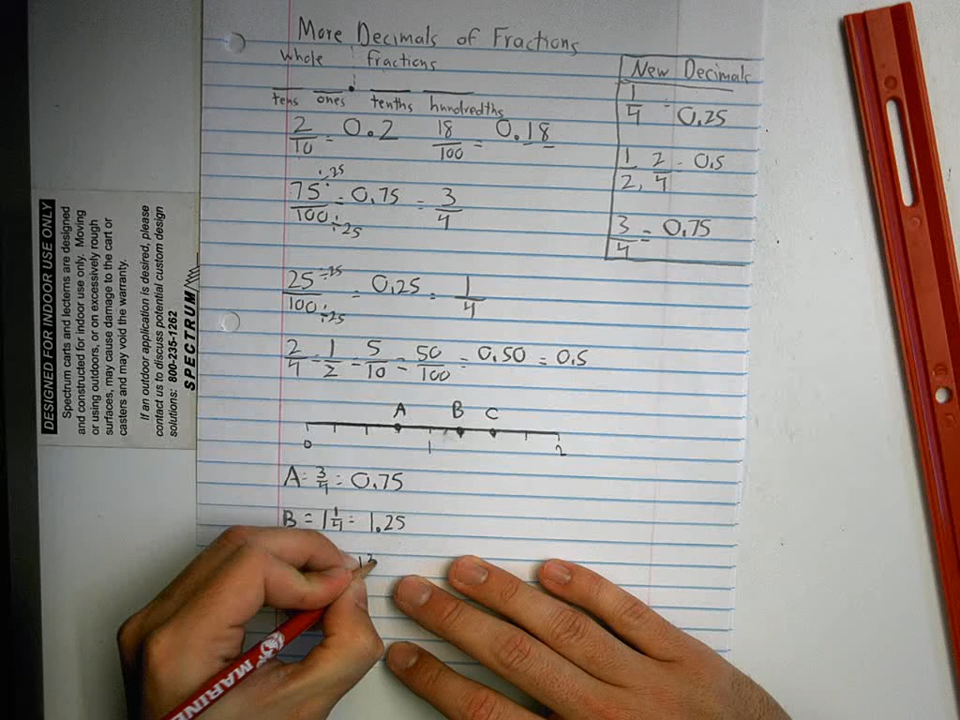 More Decimals of Fractions
whole fractions
tens ones . tenths hundredths
2/10 = 0.2 18/100 = 0.18
75/100 ÷25/÷25 = 0.75 = 3/4
25/100 ÷25/÷25 = 0.25 = 1/4
2/4 = 1/2 = 5/10 = 50/100 = 0.50 = 0.5
A B C
0 1 2
A = 3/4 = 0.75
B = 1 1/4 = 1.25
New Decimals
1/4 = 0.25
1/2, 2/4 = 0.5
3/4 = 0.75
DESIGNED FOR INDOOR USE ONLY
Spectrum carts and lecterns are designed
and constructed for indoor use only. Moving
or using outdoors, or on excessively rough
surfaces, may cause damage to the cart or
casters and may void the warranty.
If an outdoor application is desired, please
contact us to discuss potential custom design
solutions: 800-235-1262
SPECTRUM
MARINE